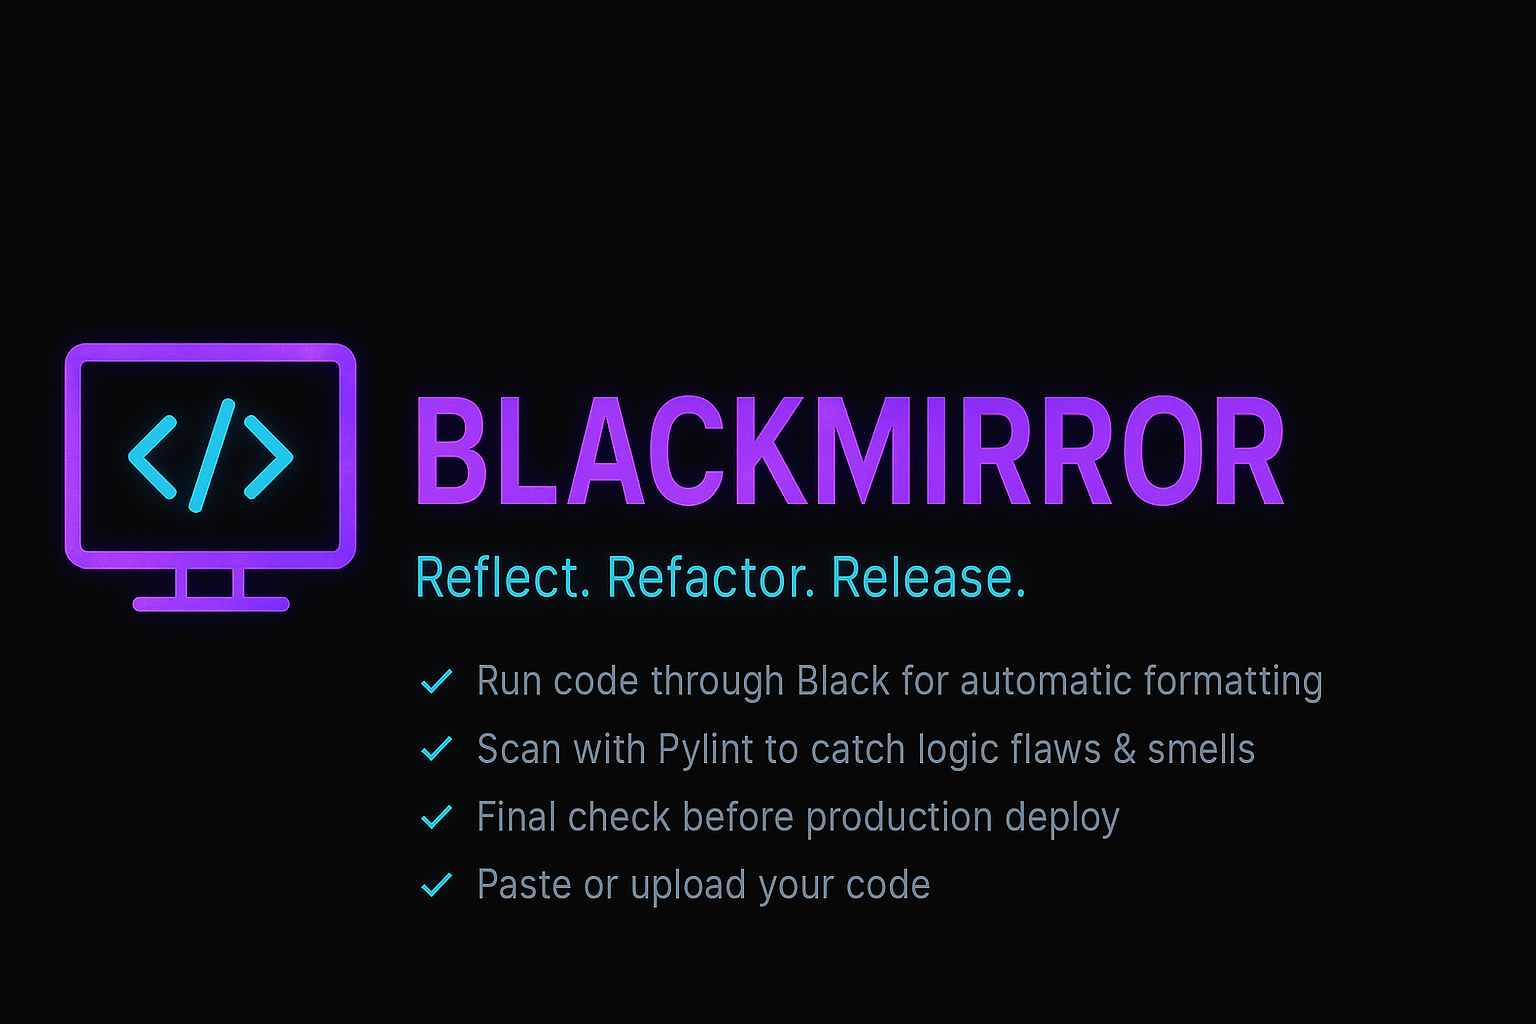 </>
BLACKMIRROR
Reflect. Refactor. Release.
Run code through Black for automatic formatting
Scan with Pylint to catch logic flaws & smells
Final check before production deploy
Paste or upload your code